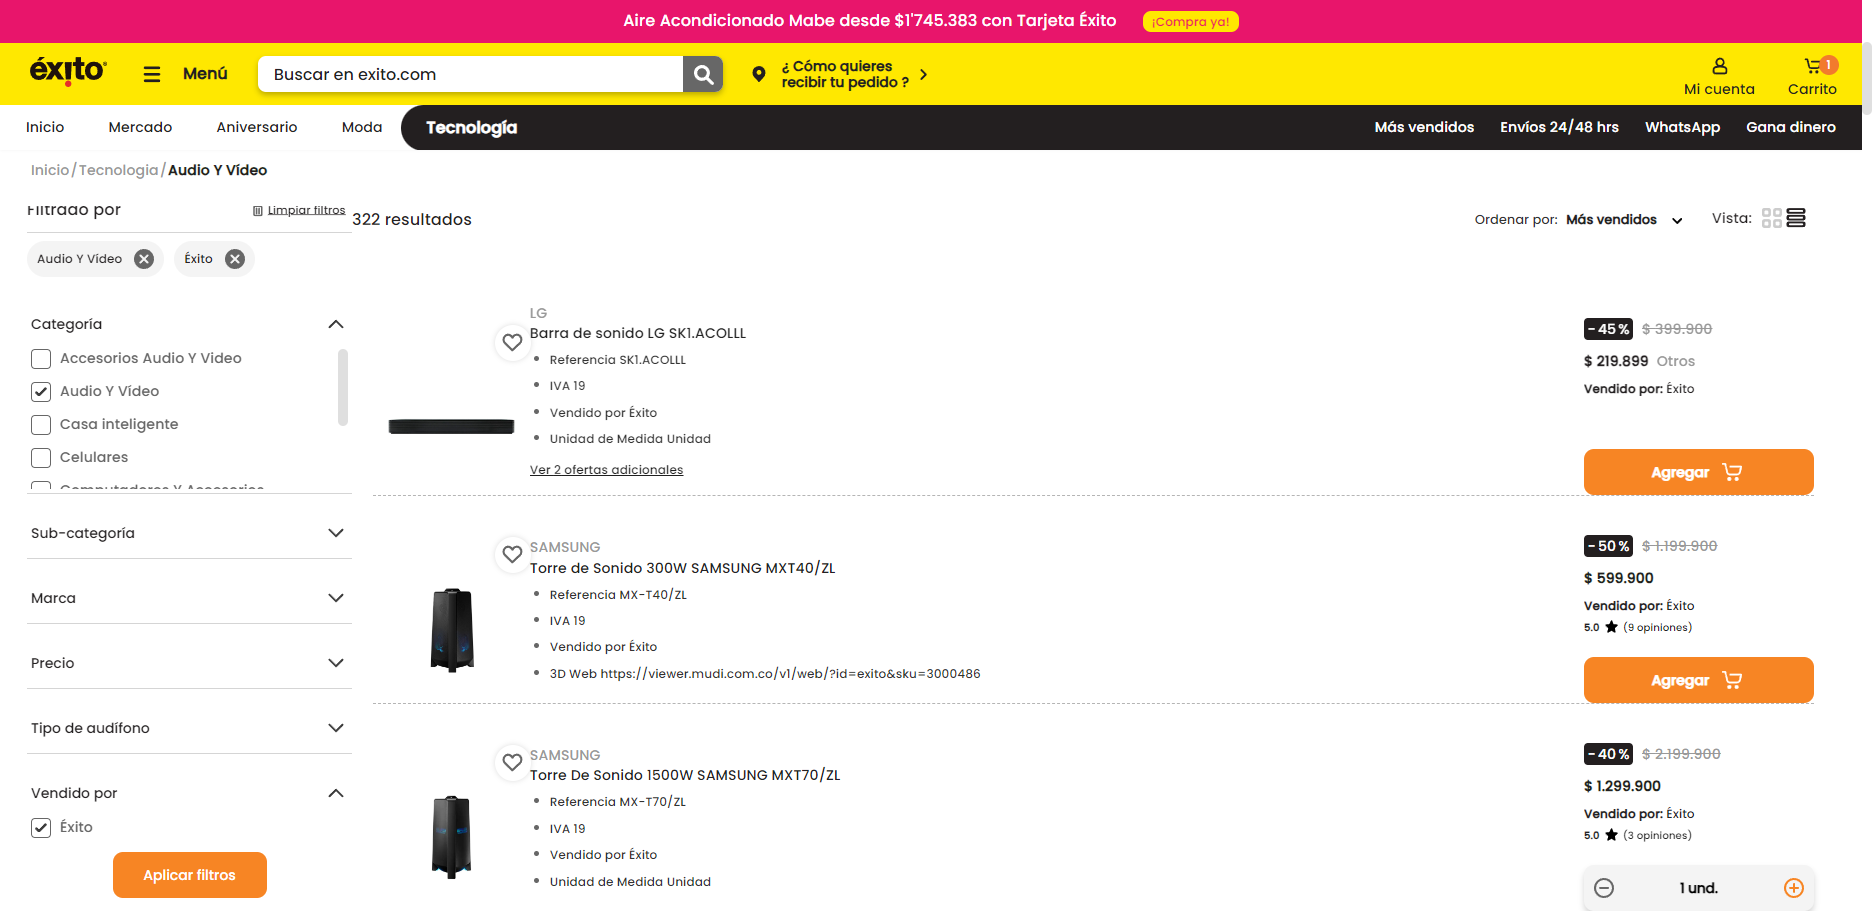 Aire Acondicionado Mabe desde $1'745.383 con Tarjeta Éxito ¡Compra ya!
éxito Menú Buscar en exito.com ¿ Cómo quieres recibir tu pedido ? Mi cuenta 1 Carrito
Inicio Mercado Aniversario Moda Tecnología Más vendidos Envíos 24/48 hrs WhatsApp Gana dinero
Inicio/Tecnologia/Audio Y Vídeo
Filtrado por Limpiar filtros
Audio Y Vídeo Éxito
Categoría
Accesorios Audio Y Video
Audio Y Vídeo
Casa inteligente
Celulares
Computadores Y Accesorios
Sub-categoría
Marca
Precio
Tipo de audífono
Vendido por
Éxito
Aplicar filtros
322 resultados Ordenar por: Más vendidos Vista:
LG
Barra de sonido LG SK1.ACOLLL
Referencia SK1.ACOLLL
IVA 19
Vendido por Éxito
Unidad de Medida Unidad
Ver 2 ofertas adicionales
- 45 % $ 399.900
$ 219.899 Otros
Vendido por: Éxito
Agregar
SAMSUNG
Torre de Sonido 300W SAMSUNG MXT40/ZL
Referencia MX-T40/ZL
IVA 19
Vendido por Éxito
3D Web https://viewer.mudi.com.co/v1/web/?id=exito&sku=3000486
- 50 % $ 1.199.900
$ 599.900
Vendido por: Éxito
5.0 (9 opiniones)
Agregar
SAMSUNG
Torre De Sonido 1500W SAMSUNG MXT70/ZL
Referencia MX-T70/ZL
IVA 19
Vendido por Éxito
Unidad de Medida Unidad
- 40 % $ 2.199.900
$ 1.299.900
Vendido por: Éxito
5.0 (3 opiniones)
1 und.